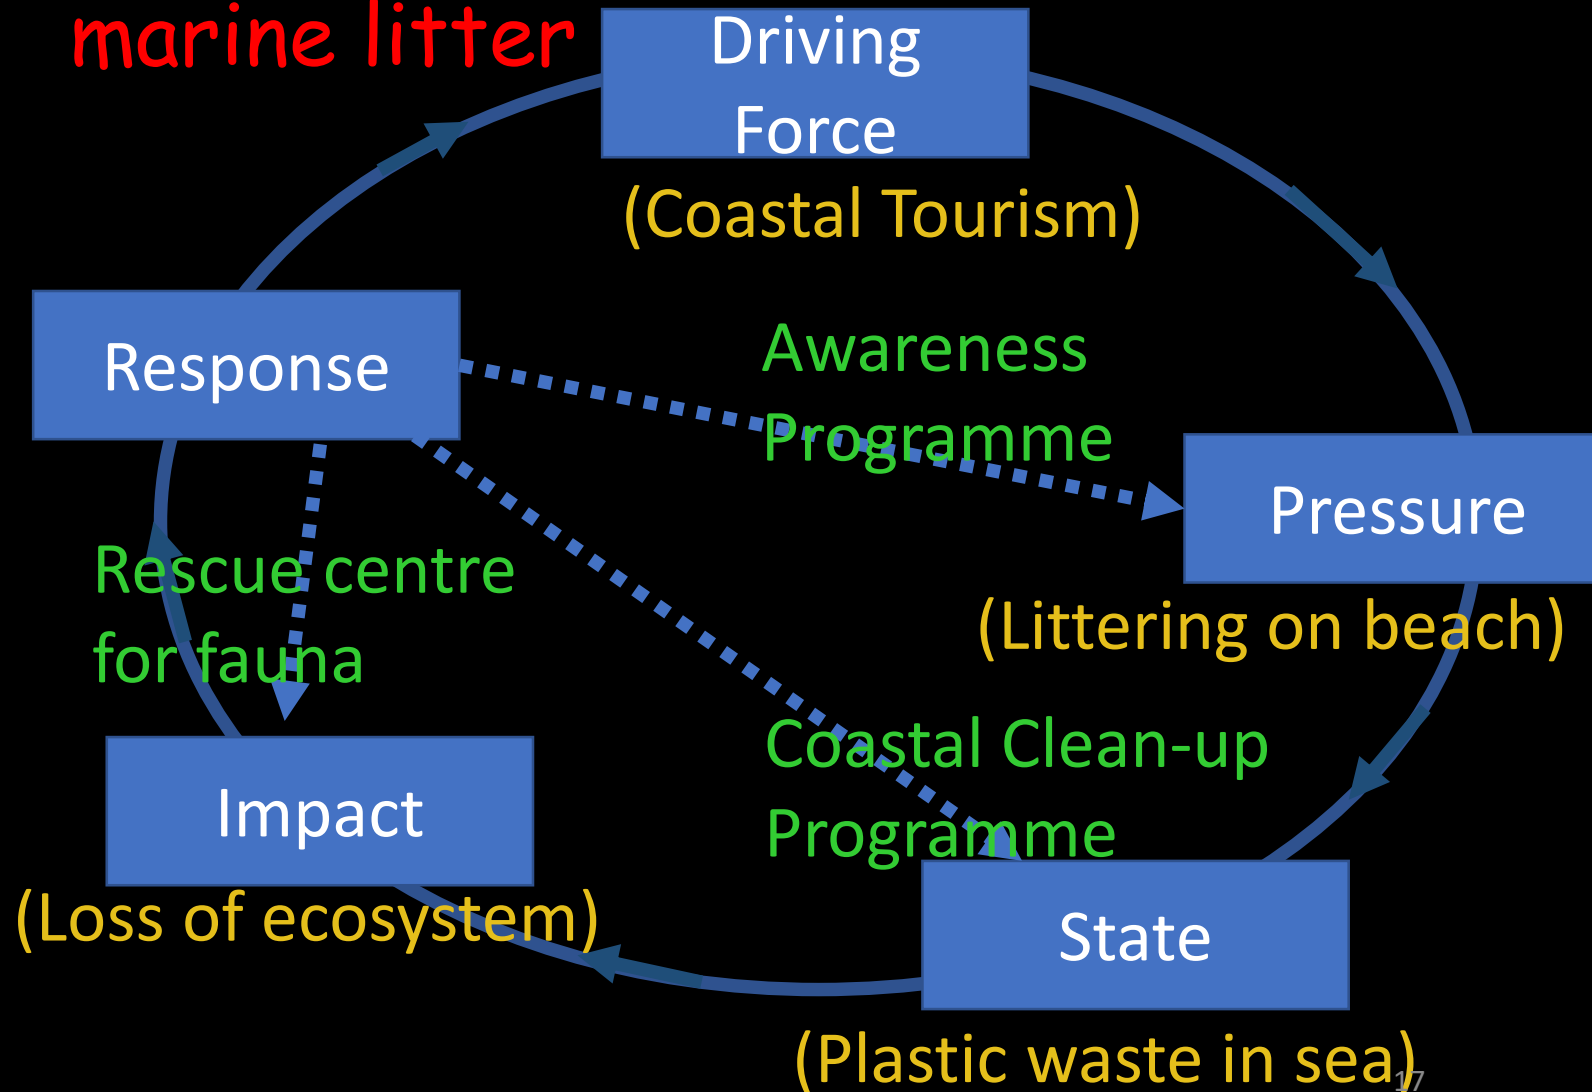 marine litter
Driving
Force
(Coastal Tourism)
Response
Awareness
Programme
Pressure
(Littering on beach)
Rescue centre
for fauna
Coastal Clean-up
Programme
Impact
(Loss of ecosystem)
State
(Plastic waste in sea)
17